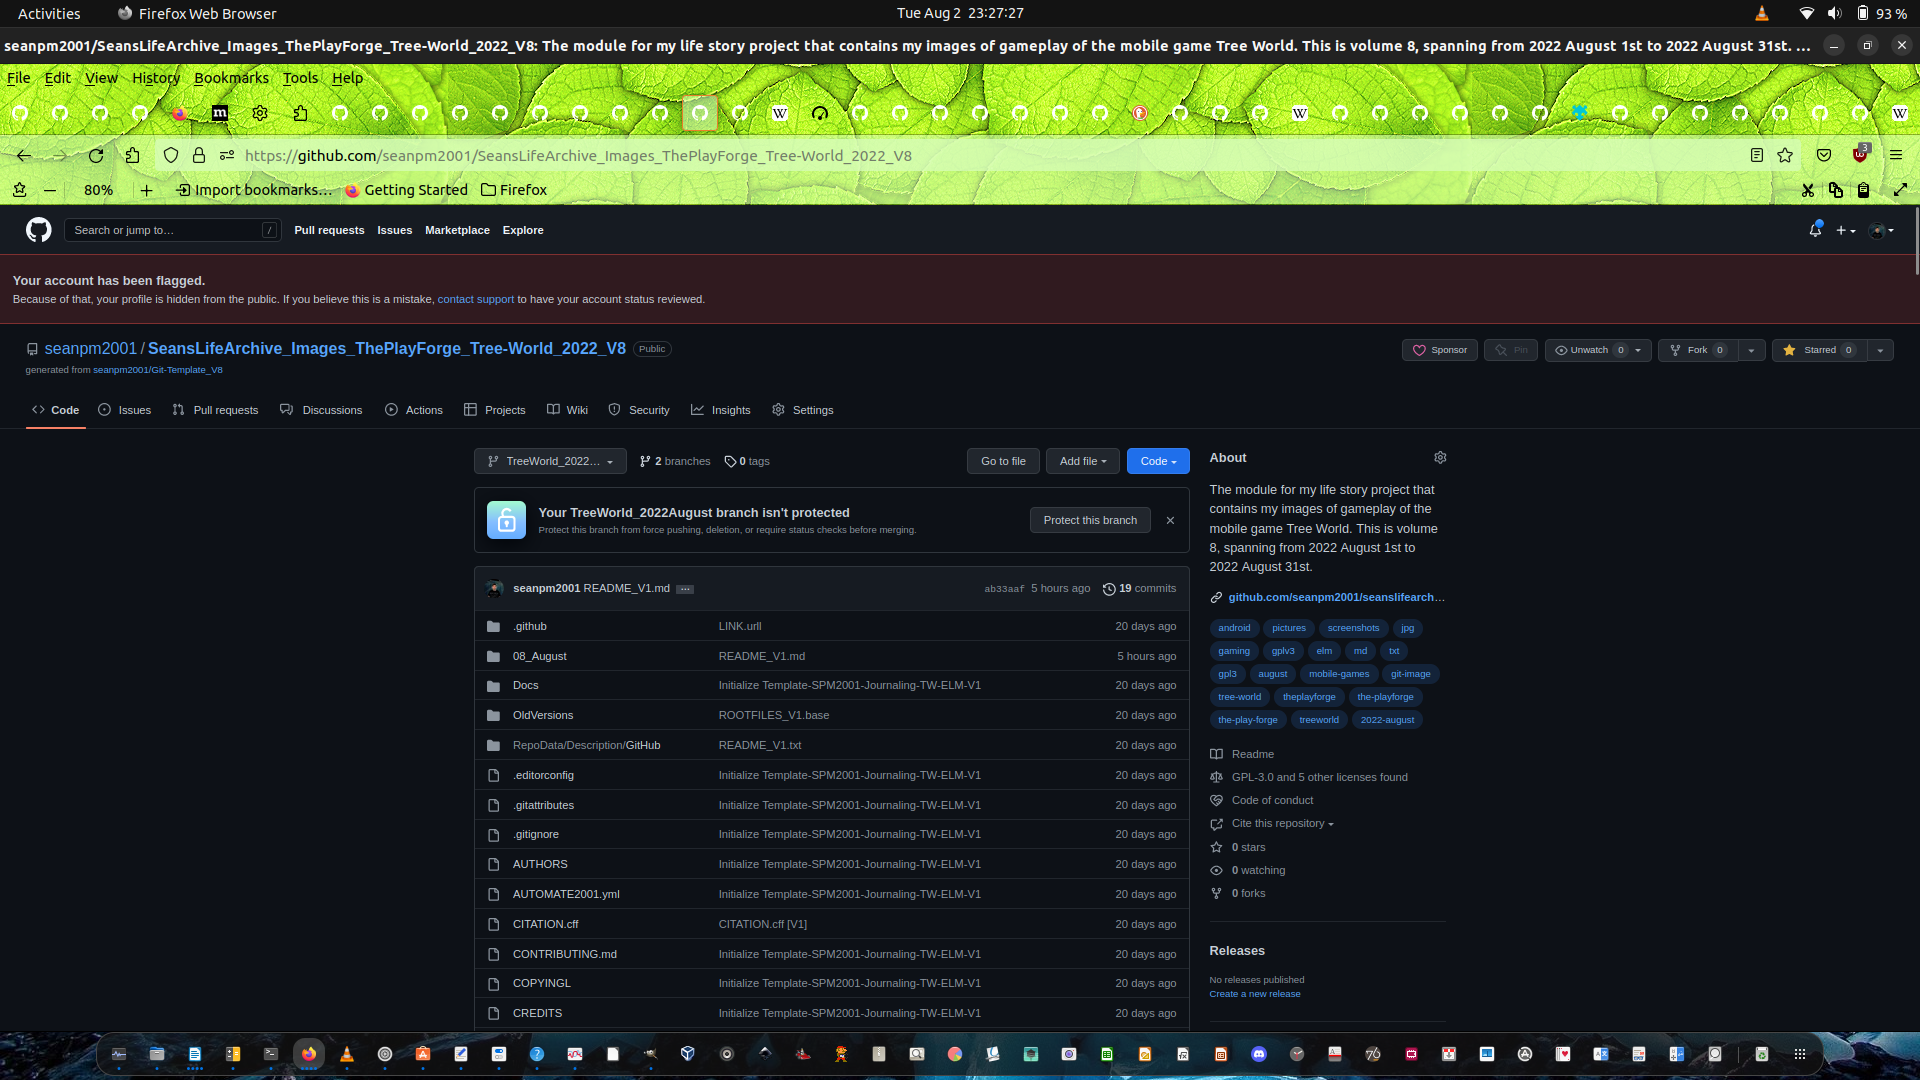 Activities Firefox Web Browser Tue Aug 2 23:27:27 93 %
seanpm2001/SeansLifeArchive_Images_ThePlayForge_Tree-World_2022_V8: The module for my life story project that contains my images of gameplay of the mobile game Tree World. This is volume 8, spanning from 2022 August 1st to 2022 August 31st. ...
File Edit View History Bookmarks Tools Help
https://github.com/seanpm2001/SeansLifeArchive_Images_ThePlayForge_Tree-World_2022_V8 3
80% Import bookmarks... Getting Started Firefox
Search or jump to... / Pull requests Issues Marketplace Explore
Your account has been flagged.
Because of that, your profile is hidden from the public. If you believe this is a mistake, contact support to have your account status reviewed.
seanpm2001 / SeansLifeArchive_Images_ThePlayForge_Tree-World_2022_V8 Public
Sponsor Pin Unwatch 0 Fork 0 Starred 0
generated from seanpm2001/Git-Template_V8
Code Issues Pull requests Discussions Actions Projects Wiki Security Insights Settings
TreeWorld_2022... 2 branches 0 tags Go to file Add file Code
Your TreeWorld_2022August branch isn't protected
Protect this branch from force pushing, deletion, or require status checks before merging.
Protect this branch
seanpm2001 README_V1.md ... ab33aaf 5 hours ago 19 commits
.github LINK.urll 20 days ago
08_August README_V1.md 5 hours ago
Docs Initialize Template-SPM2001-Journaling-TW-ELM-V1 20 days ago
OldVersions ROOTFILES_V1.base 20 days ago
RepoData/Description/GitHub README_V1.txt 20 days ago
.editorconfig Initialize Template-SPM2001-Journaling-TW-ELM-V1 20 days ago
.gitattributes Initialize Template-SPM2001-Journaling-TW-ELM-V1 20 days ago
.gitignore Initialize Template-SPM2001-Journaling-TW-ELM-V1 20 days ago
AUTHORS Initialize Template-SPM2001-Journaling-TW-ELM-V1 20 days ago
AUTOMATE2001.yml Initialize Template-SPM2001-Journaling-TW-ELM-V1 20 days ago
CITATION.cff CITATION.cff [V1] 20 days ago
CONTRIBUTING.md Initialize Template-SPM2001-Journaling-TW-ELM-V1 20 days ago
COPYINGL Initialize Template-SPM2001-Journaling-TW-ELM-V1 20 days ago
CREDITS Initialize Template-SPM2001-Journaling-TW-ELM-V1 20 days ago
About
The module for my life story project that
contains my images of gameplay of the
mobile game Tree World. This is volume
8, spanning from 2022 August 1st to
2022 August 31st.
github.com/seanpm2001/seanslifearch...
android pictures screenshots jpg
gaming gplv3 elm md txt
gpl3 august mobile-games git-image
tree-world theplayforge the-playforge
the-play-forge treeworld 2022-august
Readme
GPL-3.0 and 5 other licenses found
Code of conduct
Cite this repository
0 stars
0 watching
0 forks
Releases
No releases published
Create a new release